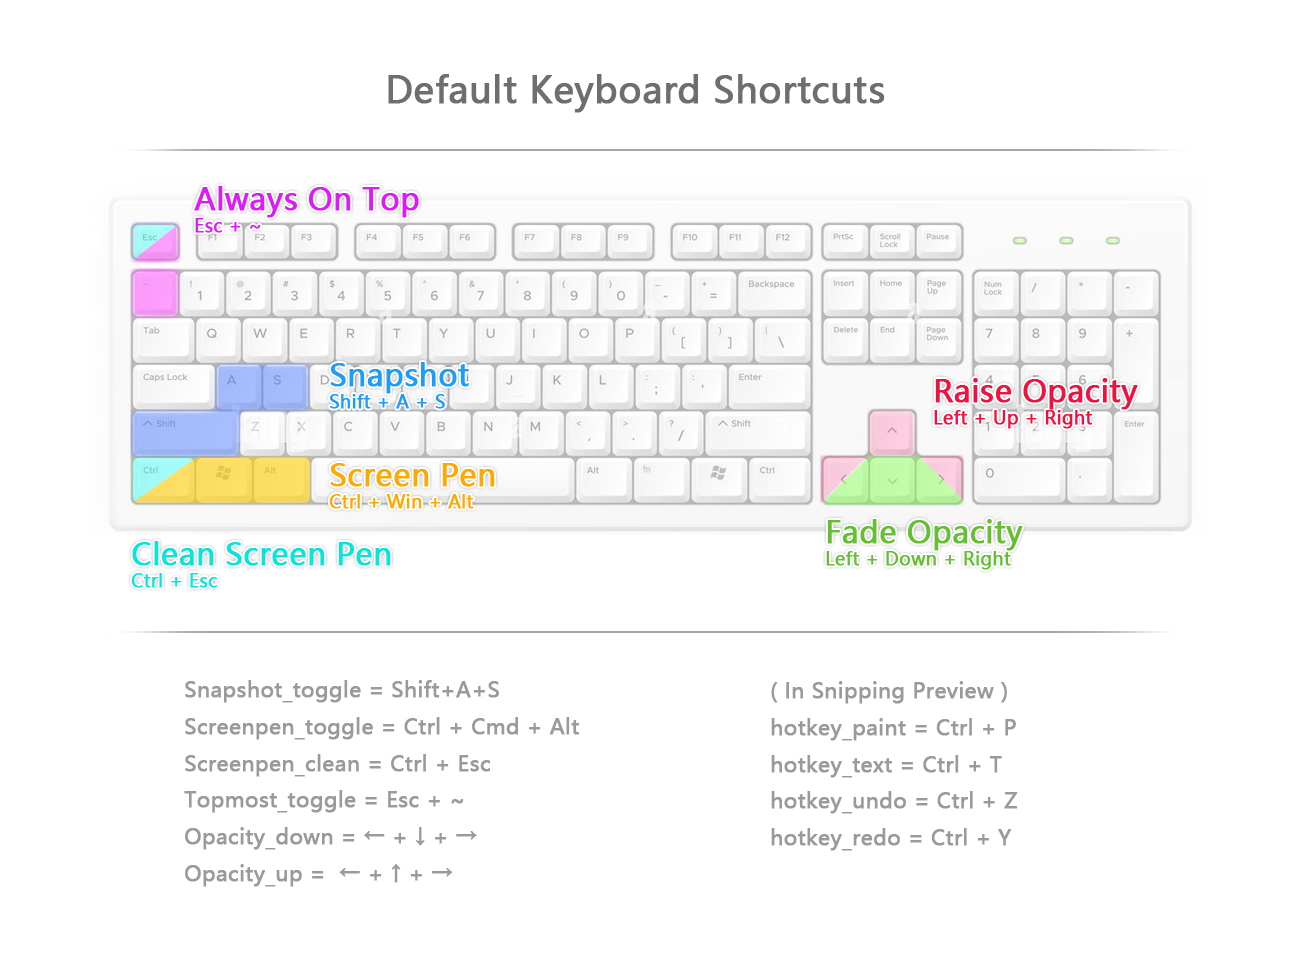 Default Keyboard Shortcuts
Always On Top
Esc + ~
Esc F1 F2 F3 F4 F5 F6 F7 F8 F9 F10 F11 F12 PrtSc Scroll Lock Pause
~ ! 1 @ 2 # 3 $ 4 % 5 ^ 6 & 7 * 8 ( 9 ) 0 _ - + = Backspace Insert Home Page Up Num Lock / * -
Tab Q W E R T Y U I O P { [ } ] | \ Delete End Page Down 7 8 9 +
Caps Lock A S D J K L : ; Enter 4 5 6
Snapshot
Shift + A + S
Raise Opacity
Left + Up + Right
^ Shift Z X C V B N M < , > . ? / ^ Shift ^ 1 2 3 Enter
Ctrl Alt Alt fn Ctrl < > 0 .
Screen Pen
Ctrl + Win + Alt
Fade Opacity
Left + Down + Right
Clean Screen Pen
Ctrl + Esc
Snapshot_toggle = Shift+A+S
Screenpen_toggle = Ctrl + Cmd + Alt
Screenpen_clean = Ctrl + Esc
Topmost_toggle = Esc + ~
Opacity_down = ← + ↓ + →
Opacity_up = ← + ↑ + →
( In Snipping Preview )
hotkey_paint = Ctrl + P
hotkey_text = Ctrl + T
hotkey_undo = Ctrl + Z
hotkey_redo = Ctrl + Y